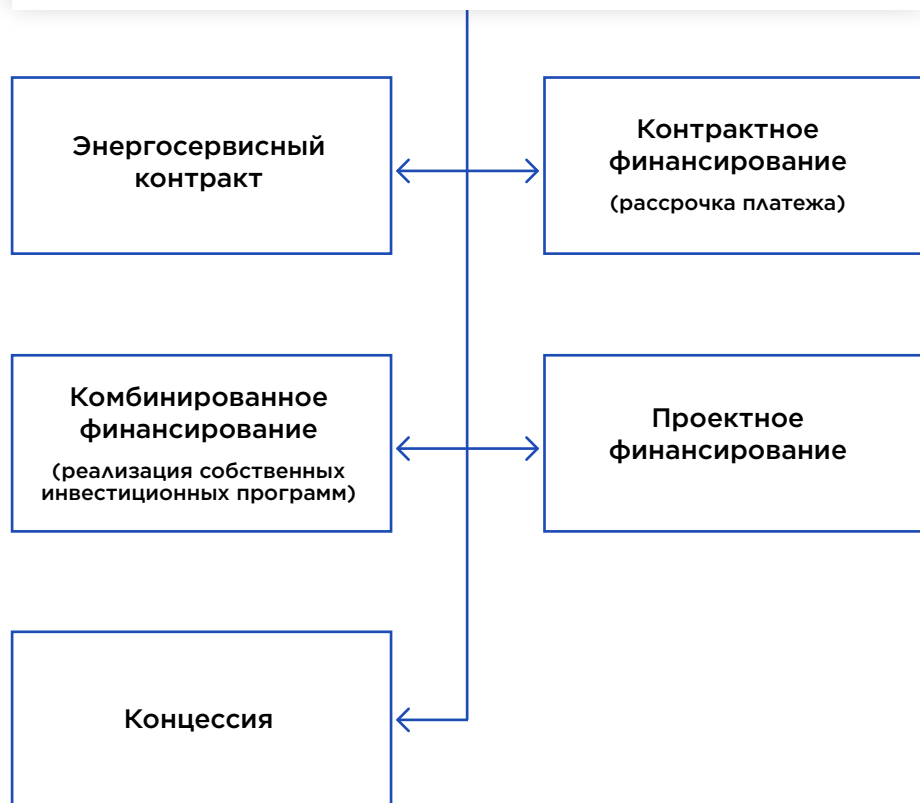 Энергосервисный
контракт
Контрактное
финансирование
(рассрочка платежа)
Комбинированное
финансирование
(реализация собственных
инвестиционных программ)
Проектное
финансирование
Концессия